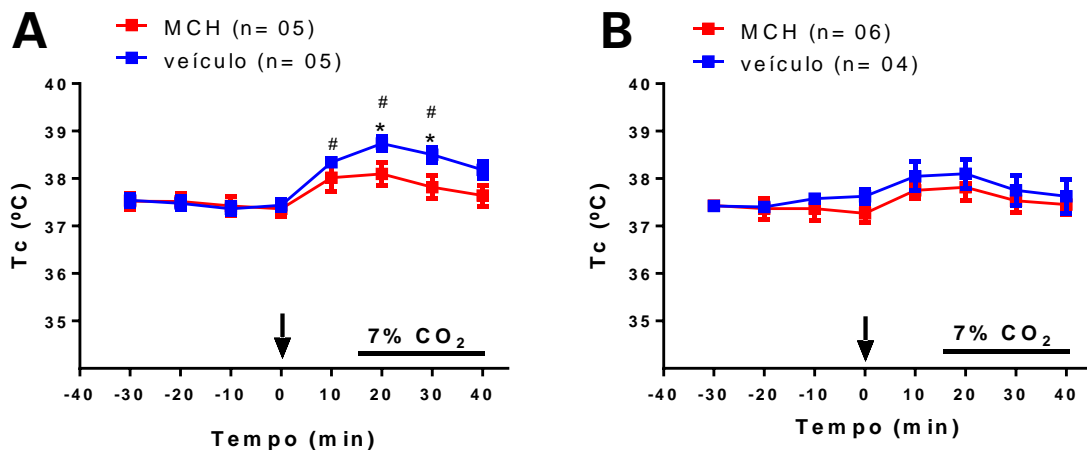 A
MCH (n= 05)
veículo (n= 05)
40
39
38
37
36
35
Tc (ºC)
#
#
*
#
*
7% CO2
-40 -30 -20 -10 0 10 20 30 40
Tempo (min)
B
MCH (n= 06)
veículo (n= 04)
40
39
38
37
36
35
Tc (ºC)
7% CO2
-40 -30 -20 -10 0 10 20 30 40
Tempo (min)